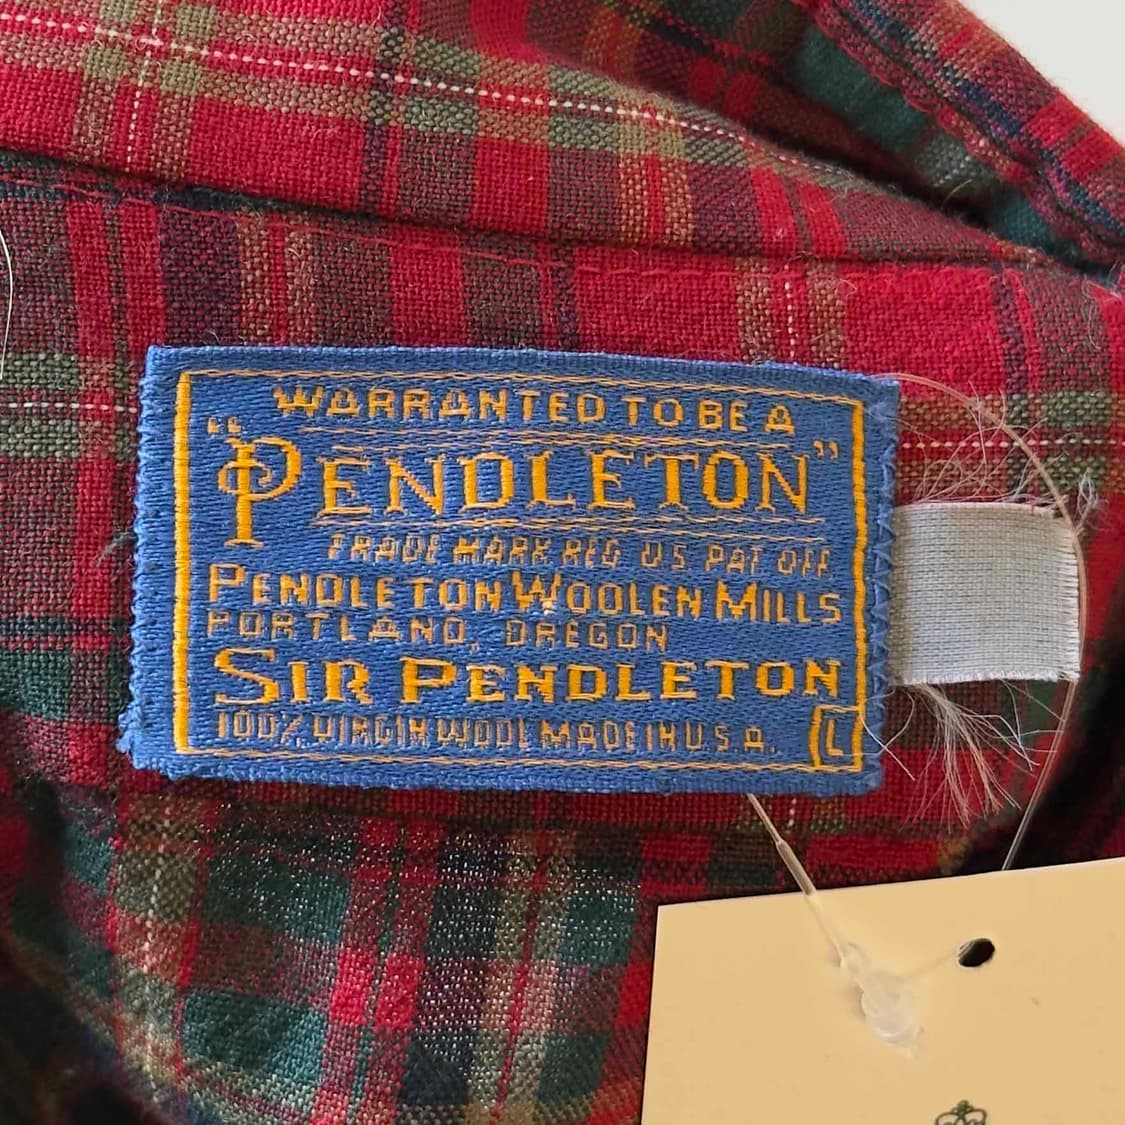 WARRANTED TO BE A
"PENDLETON"
TRADE MARK REG US PAT OFF
PENDLETON WOOLEN MILLS
PORTLAND, OREGON
SIR PENDLETON
100% VIRGIN WOOL MADE IN U.S.A. L